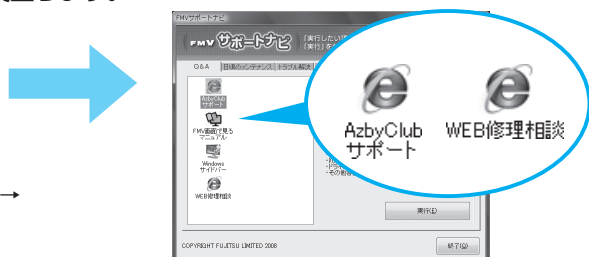 FMVサポートナビ
FMV サポートナビ
「実行したい
「実行」を
Q&A
日頃のメンテナンス
トラブル解決
AzbyClub
サポート
FMV画面で見る
マニュアル
Windows
サイドバー
WEB修理相談
AzbyClub
サポート
WEB修理相談
実行(E)
COPYRIGHT FUJITSU LIMITED 2008
終了(Q)
→